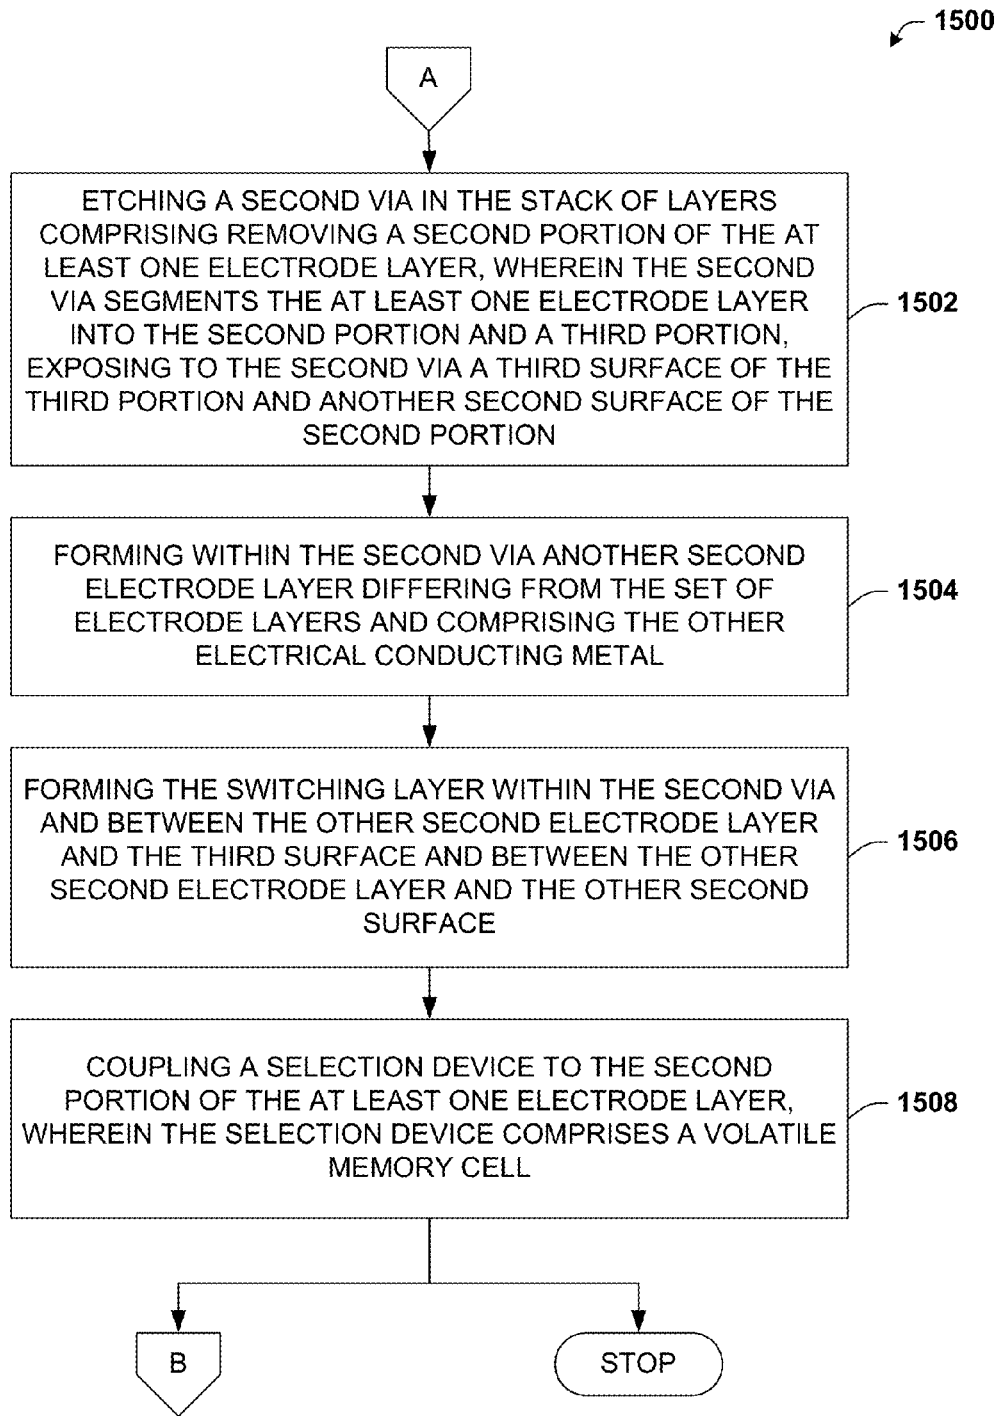 1500
A
ETCHING A SECOND VIA IN THE STACK OF LAYERS
COMPRISING REMOVING A SECOND PORTION OF THE AT
LEAST ONE ELECTRODE LAYER, WHEREIN THE SECOND
VIA SEGMENTS THE AT LEAST ONE ELECTRODE LAYER
INTO THE SECOND PORTION AND A THIRD PORTION,
EXPOSING TO THE SECOND VIA A THIRD SURFACE OF THE
THIRD PORTION AND ANOTHER SECOND SURFACE OF THE
SECOND PORTION
1502
FORMING WITHIN THE SECOND VIA ANOTHER SECOND
ELECTRODE LAYER DIFFERING FROM THE SET OF
ELECTRODE LAYERS AND COMPRISING THE OTHER
ELECTRICAL CONDUCTING METAL
1504
FORMING THE SWITCHING LAYER WITHIN THE SECOND VIA
AND BETWEEN THE OTHER SECOND ELECTRODE LAYER
AND THE THIRD SURFACE AND BETWEEN THE OTHER
SECOND ELECTRODE LAYER AND THE OTHER SECOND
SURFACE
1506
COUPLING A SELECTION DEVICE TO THE SECOND
PORTION OF THE AT LEAST ONE ELECTRODE LAYER,
WHEREIN THE SELECTION DEVICE COMPRISES A VOLATILE
MEMORY CELL
1508
B
STOP